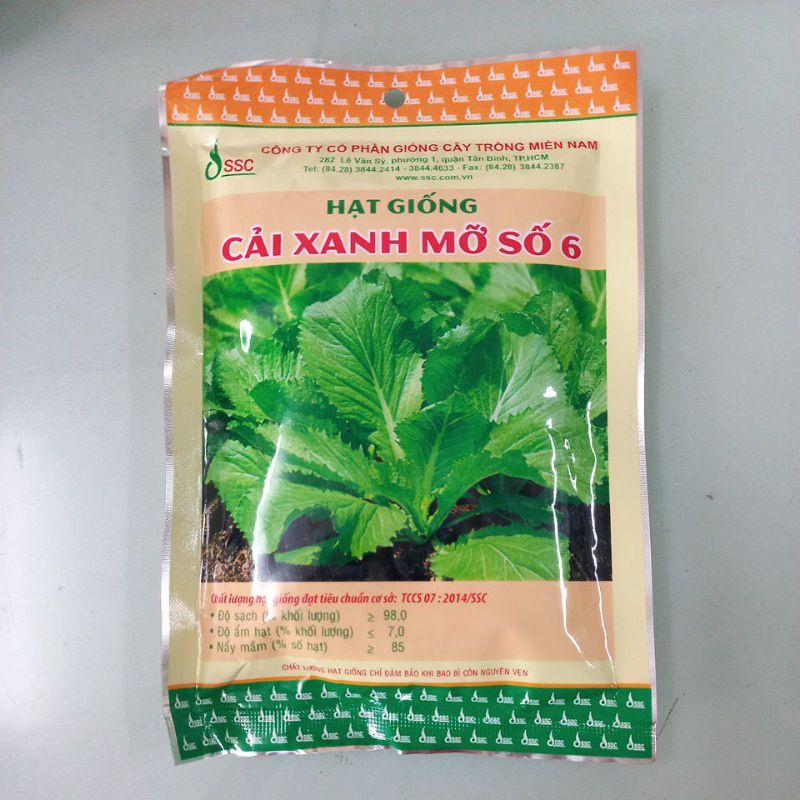 SSC
CÔNG TY CỔ PHẦN GIỐNG CÂY TRỒNG MIỀN NAM
282 Lê Văn Sỹ, phường 1, quận Tân Bình, TP.HCM
Tel: (84.28) 3844.2414 - 3844.4633 - Fax: (84.28) 3844.2387
www.ssc.com.vn
HẠT GIỐNG
CẢI XANH MỠ SỐ 6
Chất lượng hạt giống đạt tiêu chuẩn cơ sở: TCCS 07 : 2014/SSC
• Độ sạch (% khối lượng) ≥ 98,0
• Độ ẩm hạt (% khối lượng) ≤ 7,0
• Nẩy mầm (% số hạt) ≥ 85
CHẤT LƯỢNG HẠT GIỐNG CHỈ ĐẢM BẢO KHI BAO BÌ CÒN NGUYÊN VẸN